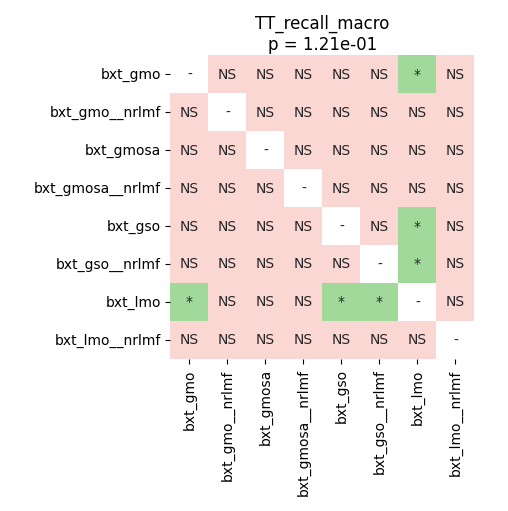 TT_recall_macro
p = 1.21e-01
bxt_gmo - NS NS NS NS NS * NS
bxt_gmo__nrlmf NS - NS NS NS NS NS NS
bxt_gmosa NS NS - NS NS NS NS NS
bxt_gmosa__nrlmf NS NS NS - NS NS NS NS
bxt_gso NS NS NS NS - NS * NS
bxt_gso__nrlmf NS NS NS NS NS - * NS
bxt_lmo * NS NS NS * * - NS
bxt_lmo__nrlmf NS NS NS NS NS NS NS -
bxt_gmo
bxt_gmo__nrlmf
bxt_gmosa
bxt_gmosa__nrlmf
bxt_gso
bxt_gso__nrlmf
bxt_lmo
bxt_lmo__nrlmf